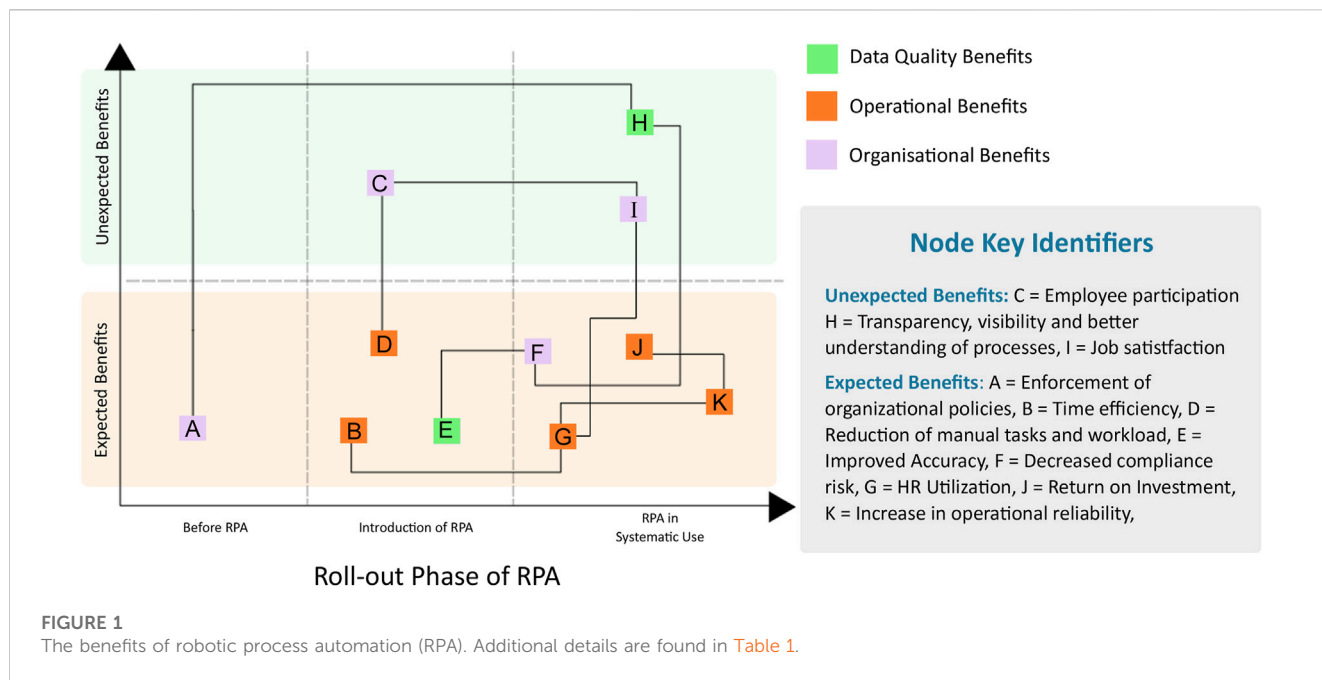 Unexpected Benefits
Expected Benefits
H
C
I
D
F
J
K
A
B
E
G
Before RPA
Introduction of RPA
RPA in
Systematic Use
Roll-out Phase of RPA
Data Quality Benefits
Operational Benefits
Organisational Benefits
Node Key Identifiers
Unexpected Benefits: C = Employee participation
H = Transparency, visibility and better
understanding of processes, I = Job satistfaction
Expected Benefits: A = Enforcement of
organizational policies, B = Time efficiency, D =
Reduction of manual tasks and workload, E =
Improved Accuracy, F = Decreased compliance
risk, G = HR Utilization, J = Return on Investment,
K = Increase in operational reliability,
FIGURE 1
The benefits of robotic process automation (RPA). Additional details are found in Table 1.